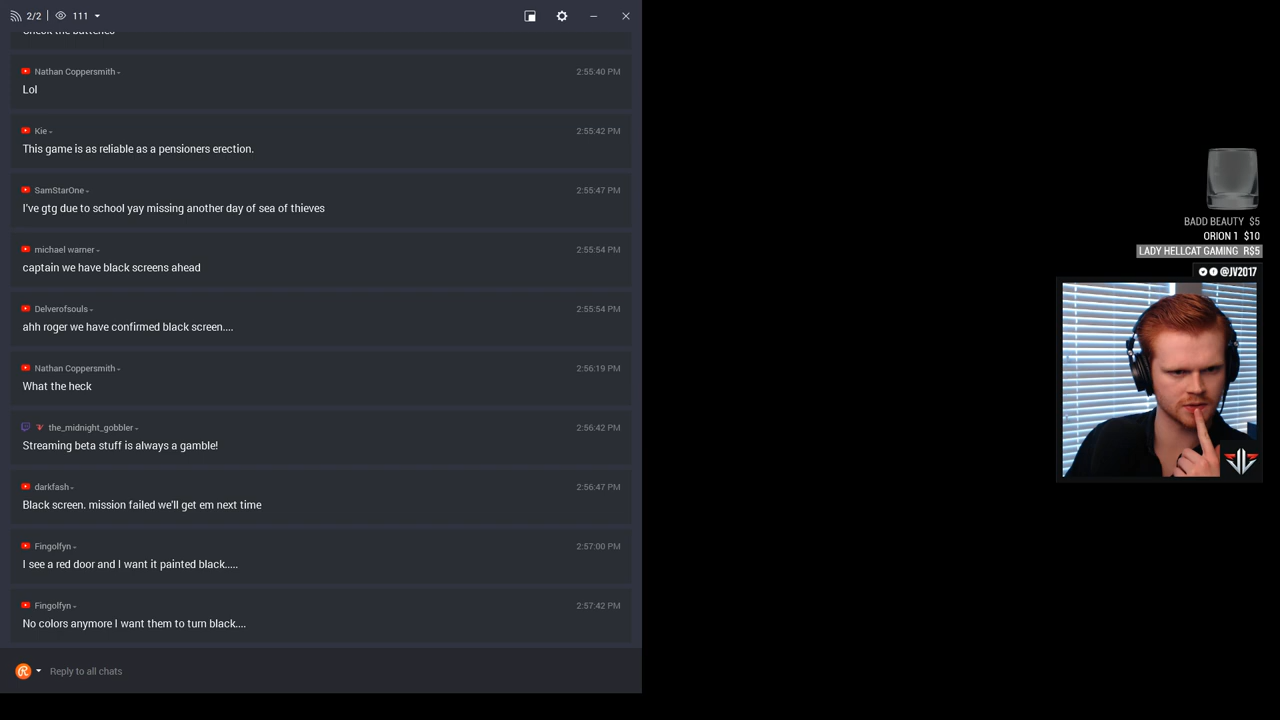 2/2
111
Check the batteries
Nathan Coppersmith
2:55:40 PM
Lol
Kie
2:55:42 PM
This game is as reliable as a pensioners erection.
SamStarOne
2:55:47 PM
I've gtg due to school yay missing another day of sea of thieves
michael warner
2:55:54 PM
captain we have black screens ahead
Delverofsouls
2:55:54 PM
ahh roger we have confirmed black screen....
Nathan Coppersmith
2:56:19 PM
What the heck
the_midnight_gobbler
2:56:42 PM
Streaming beta stuff is always a gamble!
darkfash
2:56:47 PM
Black screen. mission failed we'll get em next time
Fingolfyn
2:57:00 PM
I see a red door and I want it painted black.....
Fingolfyn
2:57:42 PM
No colors anymore I want them to turn black....
Reply to all chats
BADD BEAUTY $5
ORION 1 $10
LADY HELLCAT GAMING R$5
@JV2017